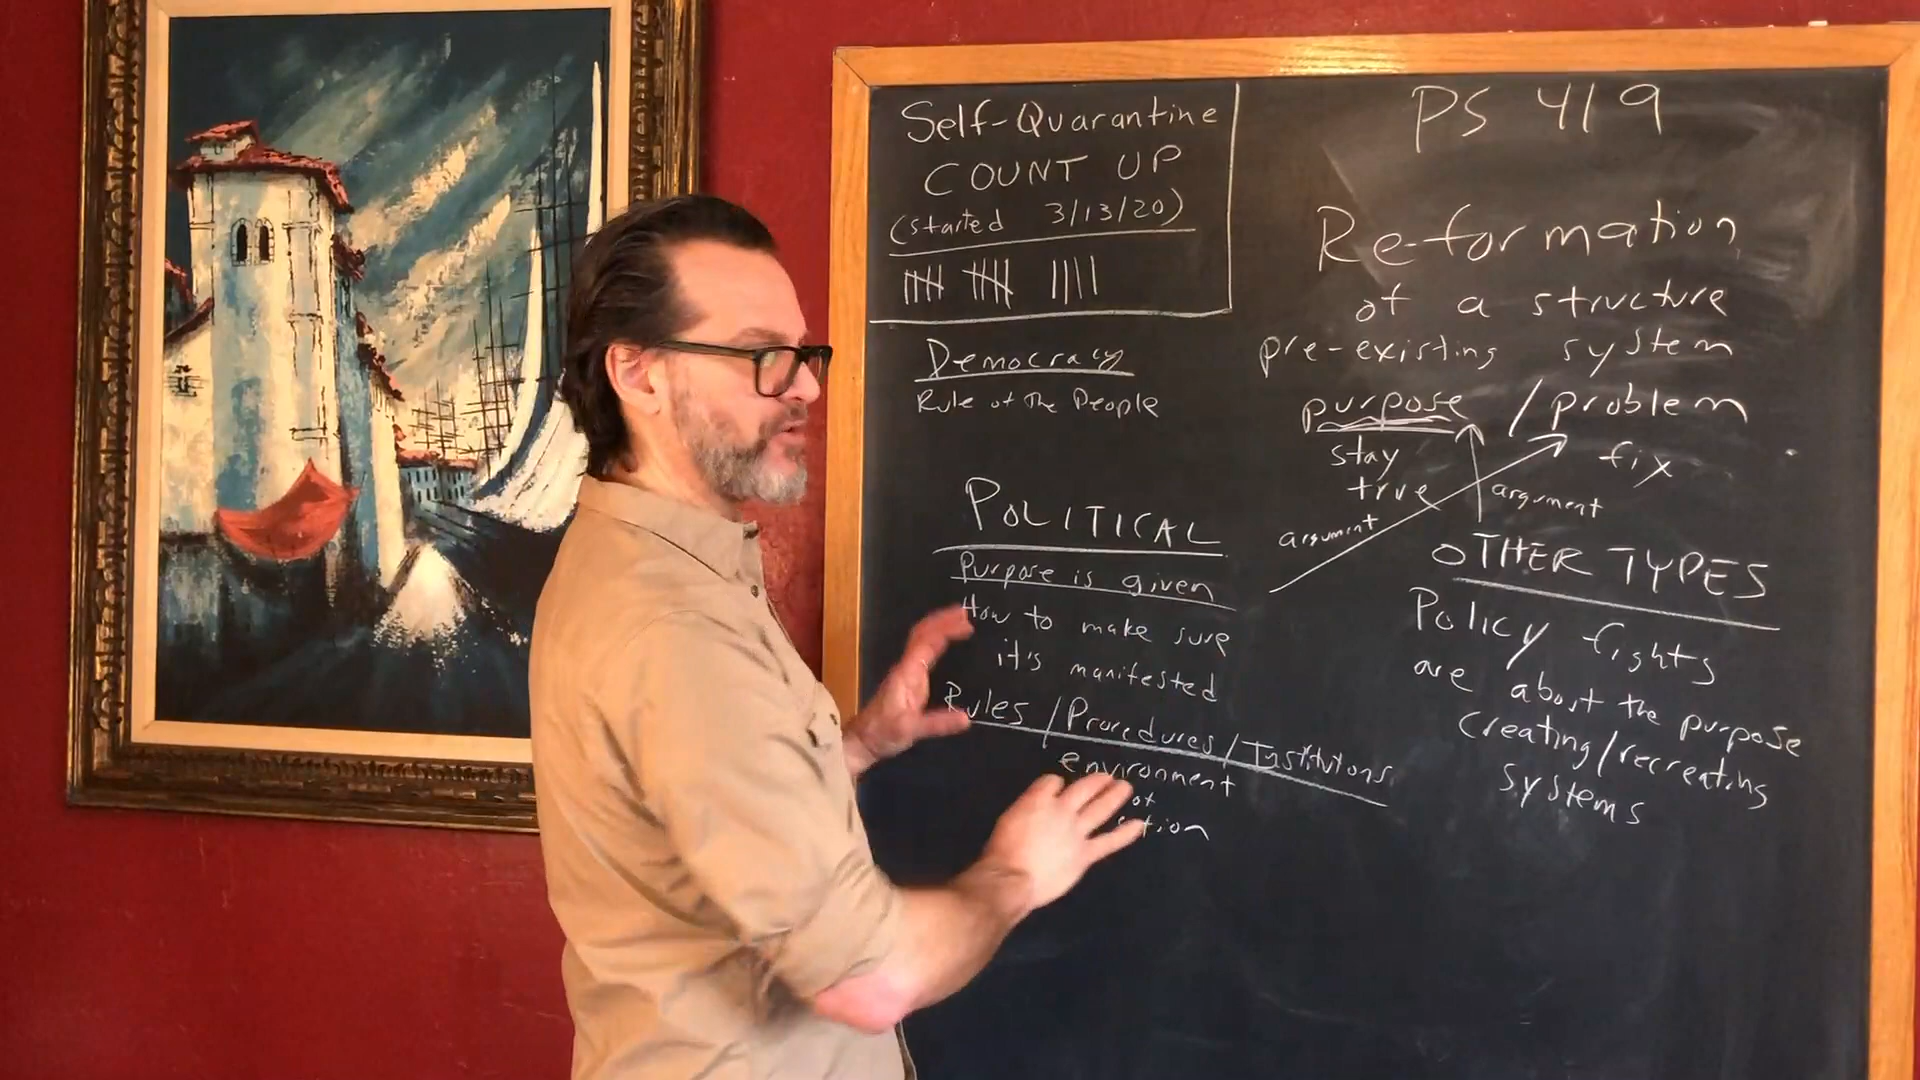 Self-Quarantine
COUNT UP
(started 3/13/20)
Democracy
Rule of the People
POLITICAL
Purpose is given
How to make sure
it's manifested
Rules / Procedures / Institutions
environment
of
PS 419
Re-formation
of a structure
pre-existing system
purpose / problem
stay fix
true
argument
argument
OTHER TYPES
Policy fights
are about the purpose
creating/recreating
systems